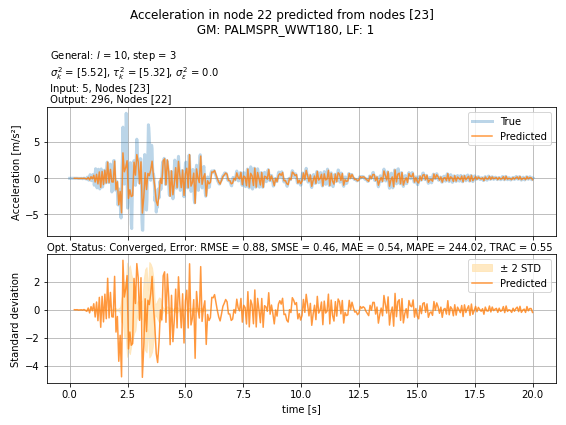 Acceleration in node 22 predicted from nodes [23]
GM: PALMSPR_WWT180, LF: 1
General: l = 10, step = 3
σ²ₖ = [5.52], τ²ₖ = [5.32], σ²ε = 0.0
Input: 5, Nodes [23]
Output: 296, Nodes [22]
Acceleration [m/s²]
5
0
−5
True
Predicted
Opt. Status: Converged, Error: RMSE = 0.88, SMSE = 0.46, MAE = 0.54, MAPE = 244.02, TRAC = 0.55
Standard deviation
2
0
−2
−4
± 2 STD
Predicted
0.0 2.5 5.0 7.5 10.0 12.5 15.0 17.5 20.0
time [s]